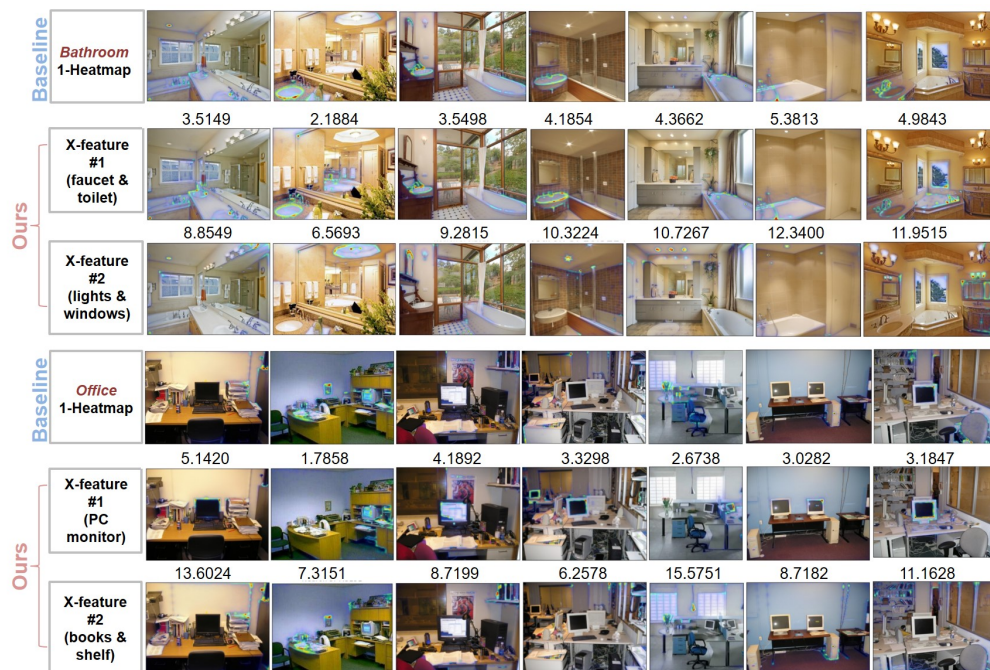 Baseline
Bathroom
1-Heatmap
3.5149 2.1884 3.5498 4.1854 4.3662 5.3813 4.9843
Ours
X-feature
#1
(faucet &
toilet)
8.8549 6.5693 9.2815 10.3224 10.7267 12.3400 11.9515
X-feature
#2
(lights &
windows)
Baseline
Office
1-Heatmap
5.1420 1.7858 4.1892 3.3298 2.6738 3.0282 3.1847
Ours
X-feature
#1
(PC
monitor)
13.6024 7.3151 8.7199 6.2578 15.5751 8.7182 11.1628
X-feature
#2
(books &
shelf)